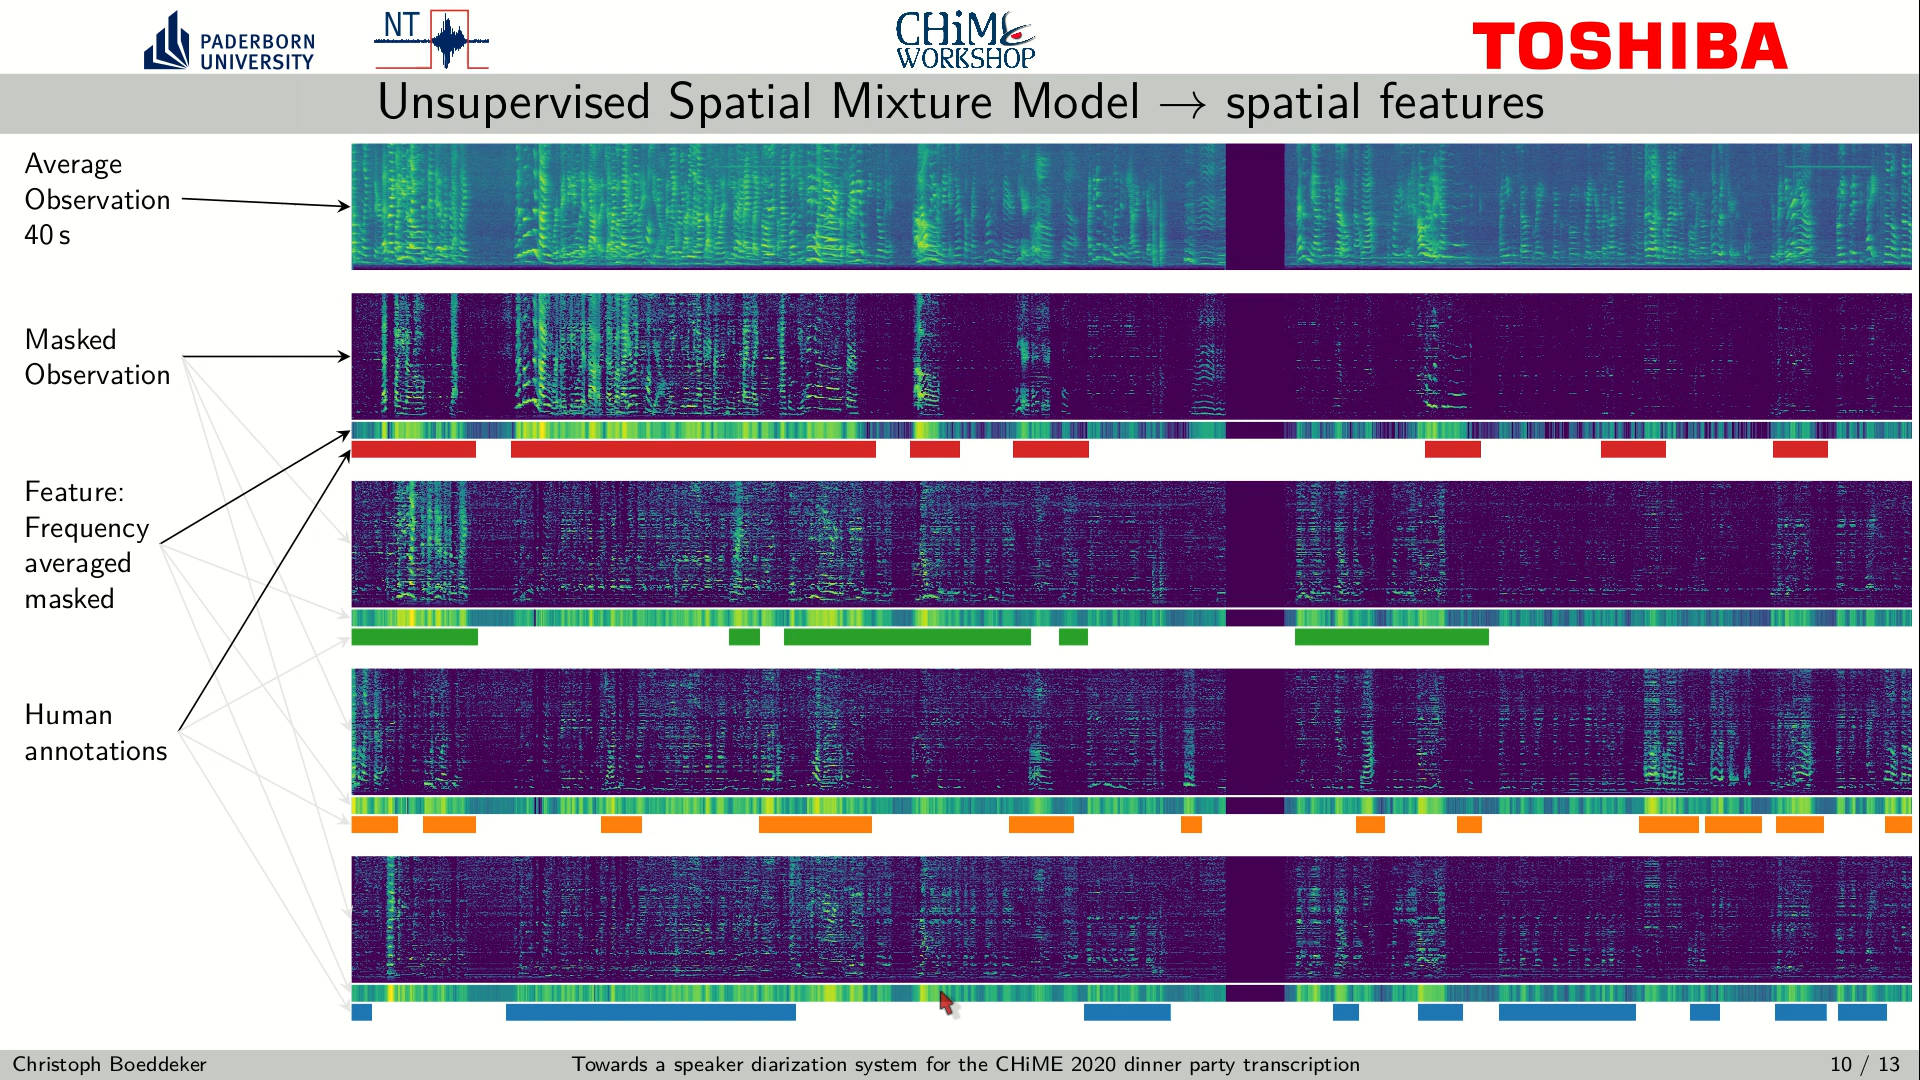 PADERBORN
UNIVERSITY
NT
CHiME
WORKSHOP
TOSHIBA
Unsupervised Spatial Mixture Model → spatial features
Average
Observation
40 s
Masked
Observation
Feature:
Frequency
averaged
masked
Human
annotations
Christoph Boeddeker
Towards a speaker diarization system for the CHiME 2020 dinner party transcription
10 / 13